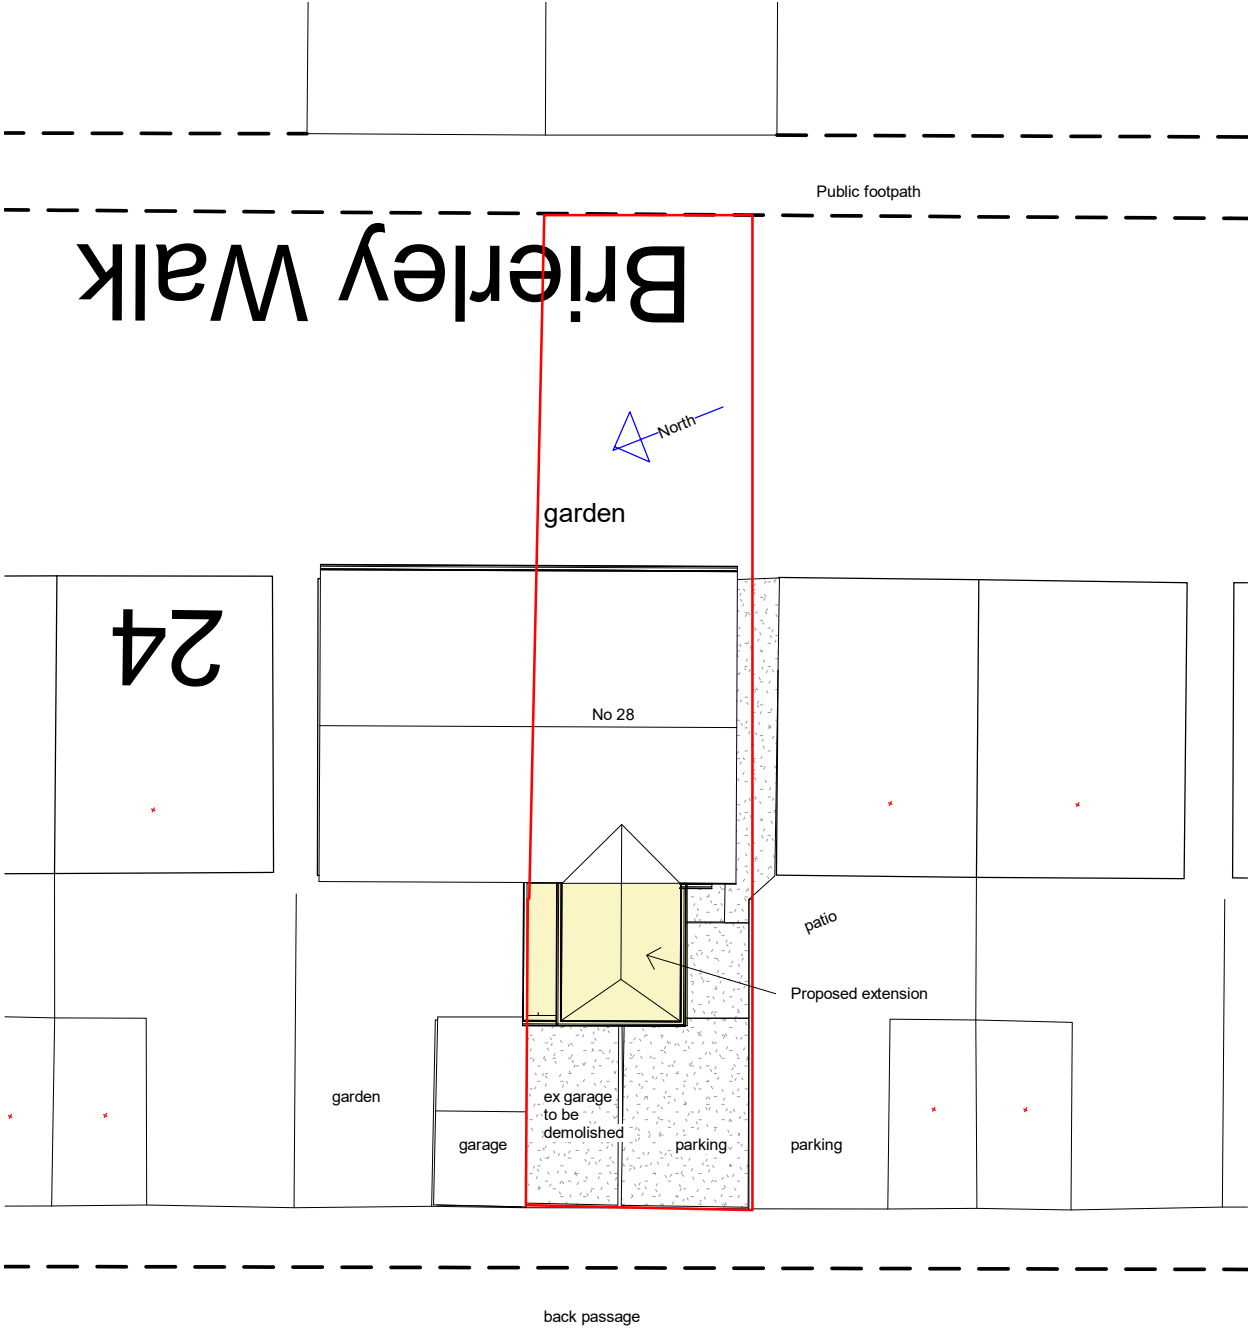 Public footpath
Brierley Walk
North
garden
24
No 28
patio
Proposed extension
garden
ex garage
to be
demolished
garage
parking
parking
back passage